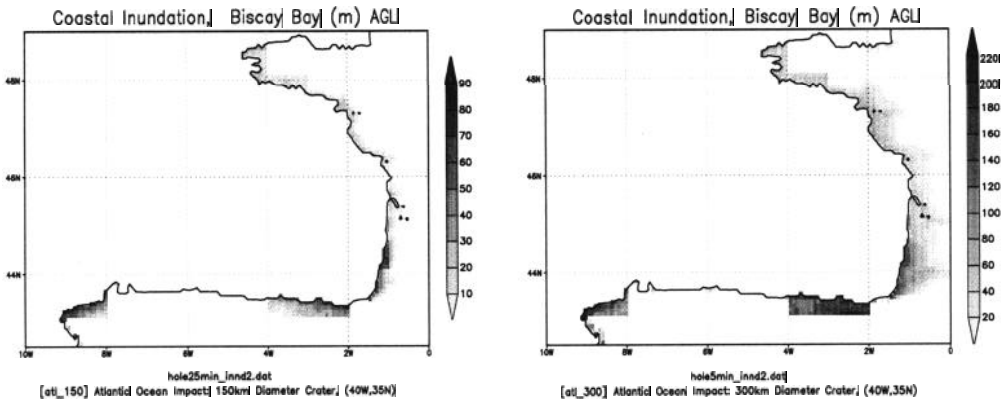 Coastal Inundation, Biscay Bay (m) AGL
48N
46N
44N
10W 8W 6W 4W 2W 0
90
80
70
60
50
40
30
20
10
hole25min_innd2.dat
[atl_150] Atlantic Ocean Impact: 150km Diameter Crater, (40W,35N)
Coastal Inundation, Biscay Bay (m) AGL
48N
46N
44N
10W 8W 6W 4W 2W 0
220
200
180
160
140
120
100
80
60
40
20
hole5min_innd2.dat
[atl_300] Atlantic Ocean Impact: 300km Diameter Crater, (40W,35N)